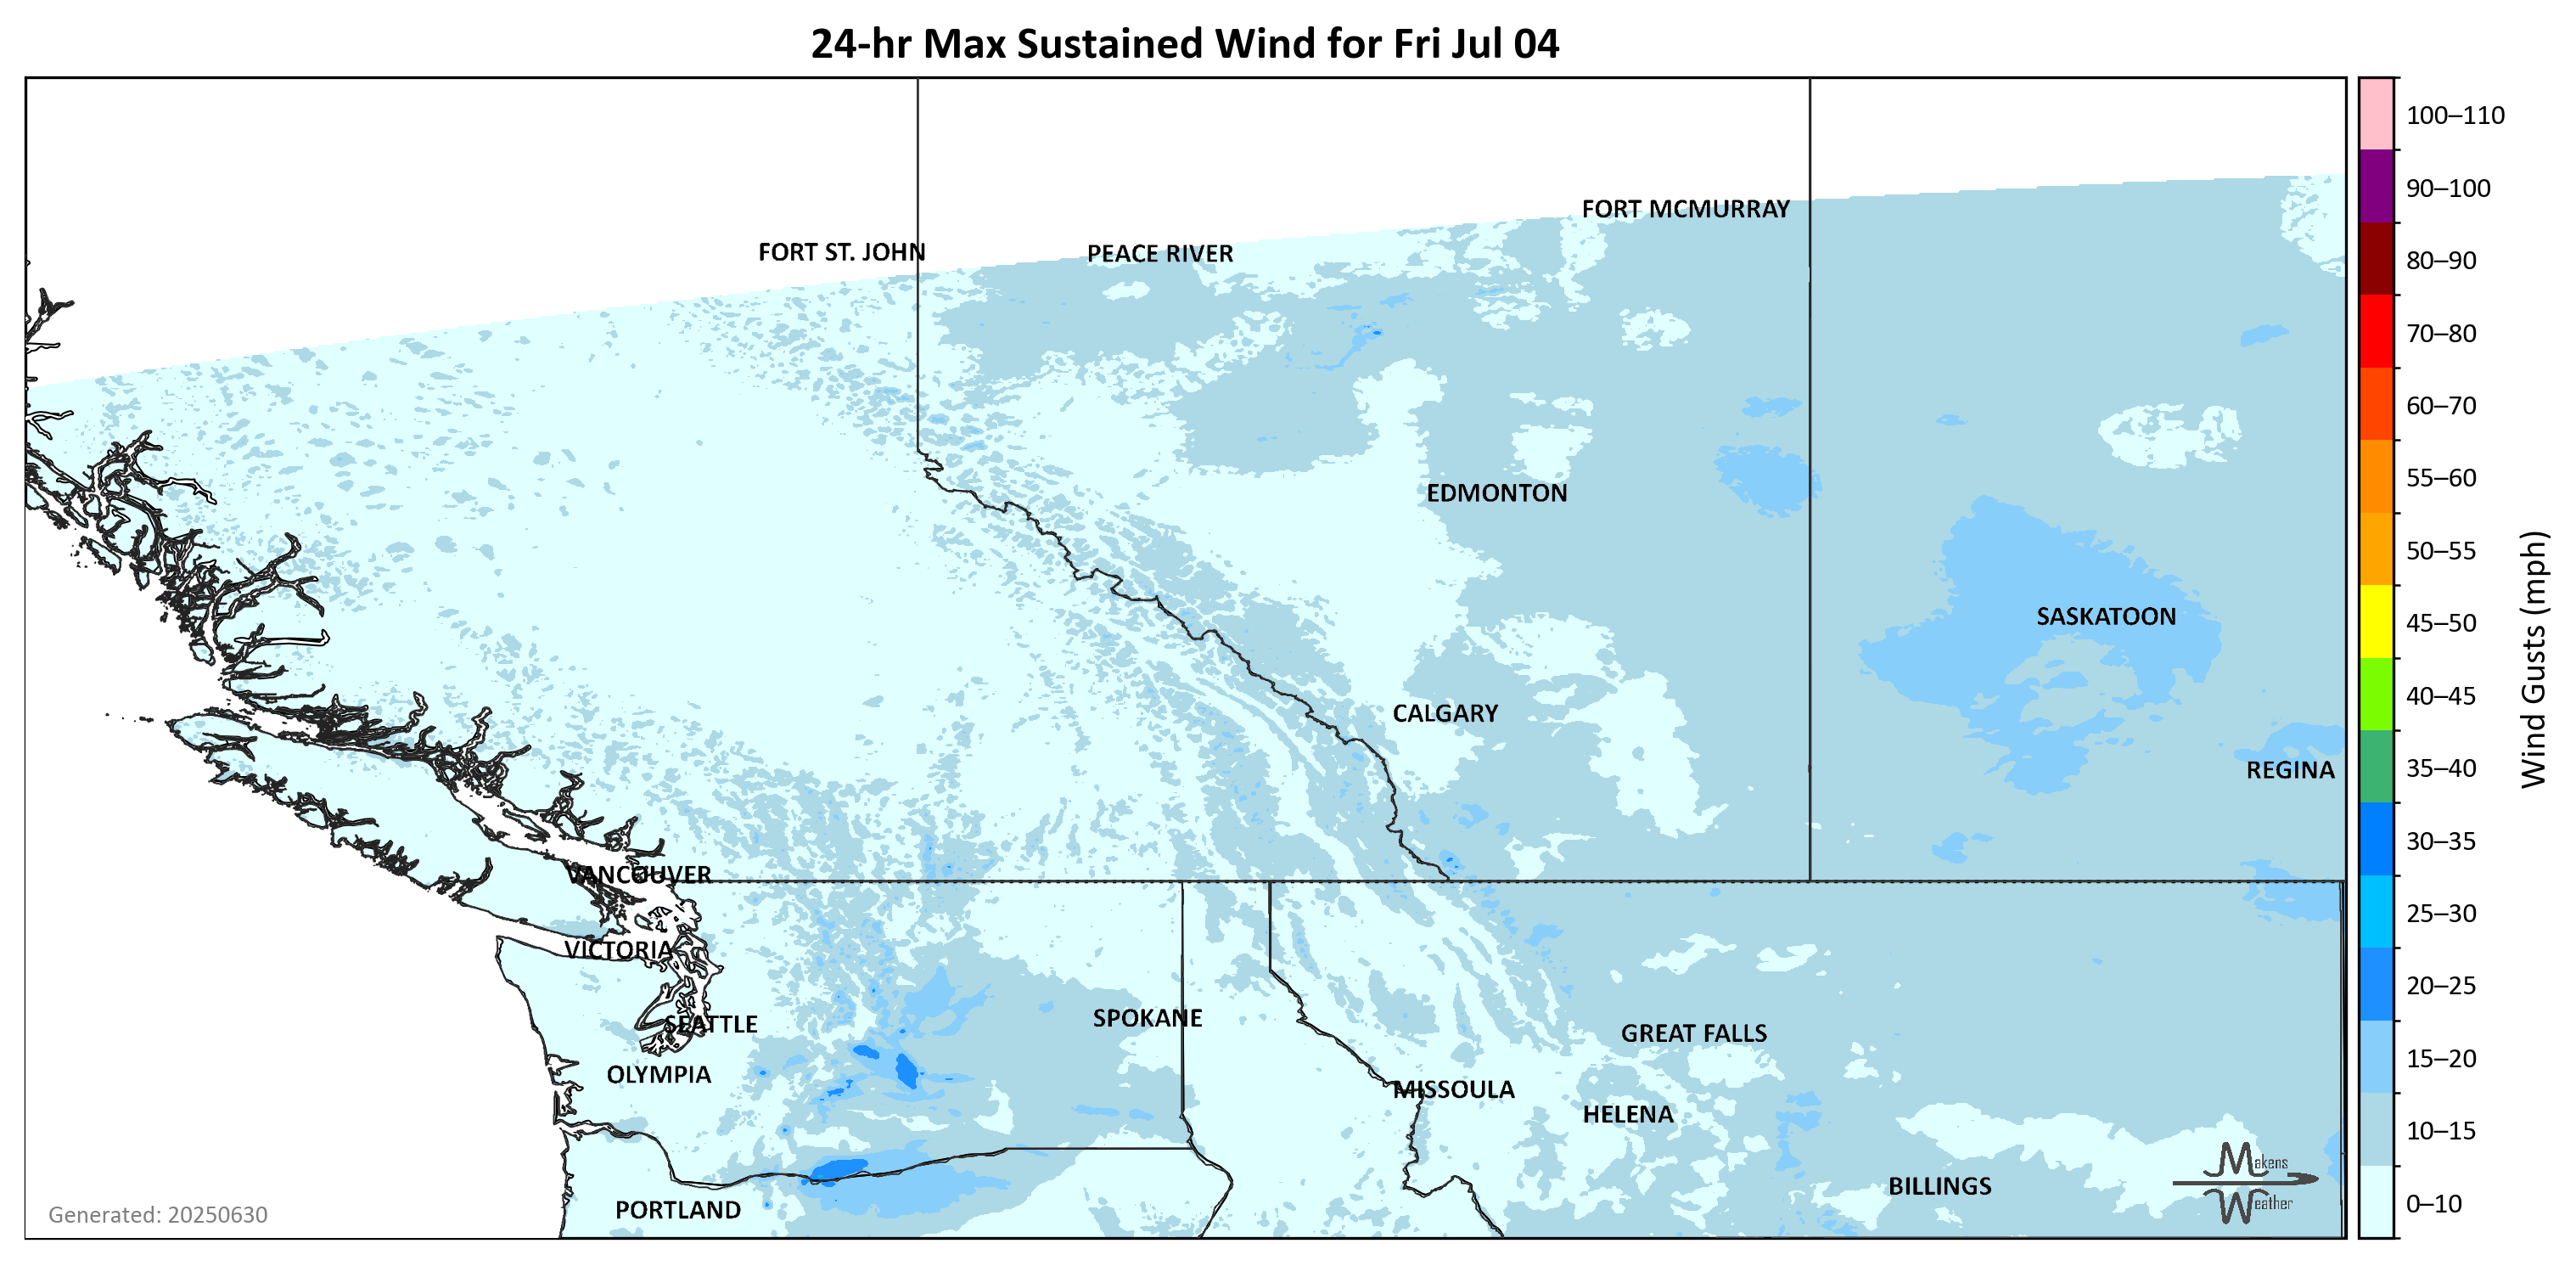 24-hr Max Sustained Wind for Fri Jul 04
FORT MCMURRAY
FORT ST. JOHN
PEACE RIVER
EDMONTON
SASKATOON
CALGARY
REGINA
VANCOUVER
VICTORIA
SEATTLE
SPOKANE
GREAT FALLS
OLYMPIA
MISSOULA
HELENA
BILLINGS
PORTLAND
Makens
Weather
Generated: 20250630
100–110
90–100
80–90
70–80
60–70
55–60
50–55
45–50
40–45
35–40
30–35
25–30
20–25
15–20
10–15
0–10
Wind Gusts (mph)